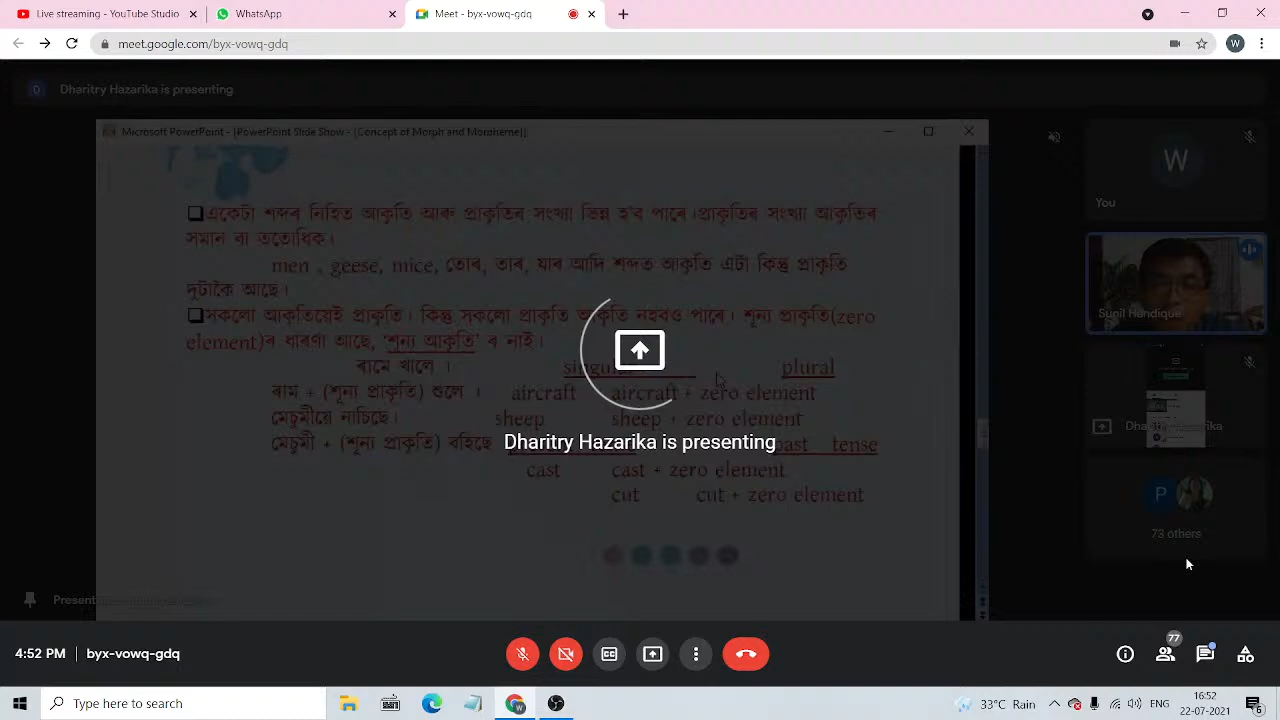 Live streaming - YouTube Studio
WhatsApp
Meet - byx-vowq-gdq
meet.google.com/byx-vowq-gdq
W
D Dharitry Hazarika is presenting
Microsoft PowerPoint - [PowerPoint Slide Show - [Concept of Morph and Morpheme]]
একেটা শব্দৰ নিহিত আকৃতি আৰু প্ৰাকৃতিৰ সংখ্যা ভিন্ন হ'ব পাৰে।প্ৰাকৃতিৰ সংখ্যা আকৃতিৰ
সমান বা ততোধিক।
men , geese, mice, তোৰ, তাৰ, যাৰ আদি শব্দত আকৃতি এটা কিন্তু প্ৰাকৃতি
দুটাকৈ আছে।
সকলো আকৃতিয়েই প্ৰাকৃতি। কিন্তু সকলো প্ৰাকৃতি আকৃতি নহবও পাৰে। শূন্য প্ৰাকৃতি(zero
element)ৰ ধাৰণা আছে, 'শূন্য আকৃতি' ৰ নাই।
ৰামে খালে । plural
ৰাম + (শূন্য প্ৰাকৃতি) শুলে । aircraft aircraft + zero element
মেচুমীয়ে নাচিছে। sheep sheep + zero element
মেচুমী + (শূন্য প্ৰাকৃতি) বহিছে past tense
cast cast + zero element
cut cut + zero element
Dharitry Hazarika is presenting
W
You
Sunil Handique
P
73 others
4:52 PM byx-vowq-gdq
77
Type here to search
33°C Rain
ENG
16:52
22-07-2021
6